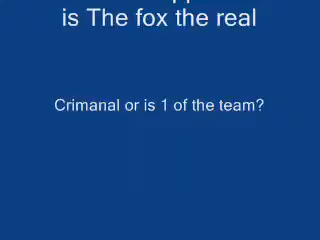 is The fox the real
Crimanal or is 1 of the team?